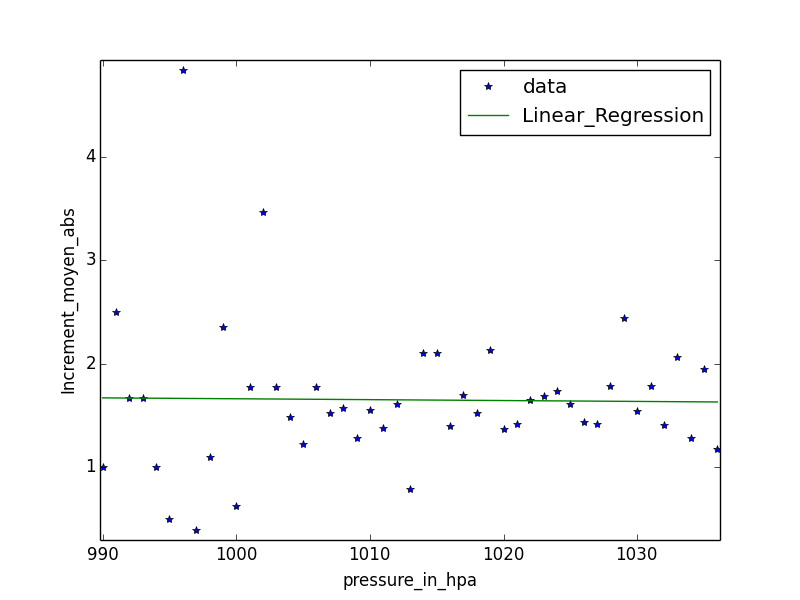 data
Linear_Regression
4
3
2
1
Increment_moyen_abs
990 1000 1010 1020 1030
pressure_in_hpa